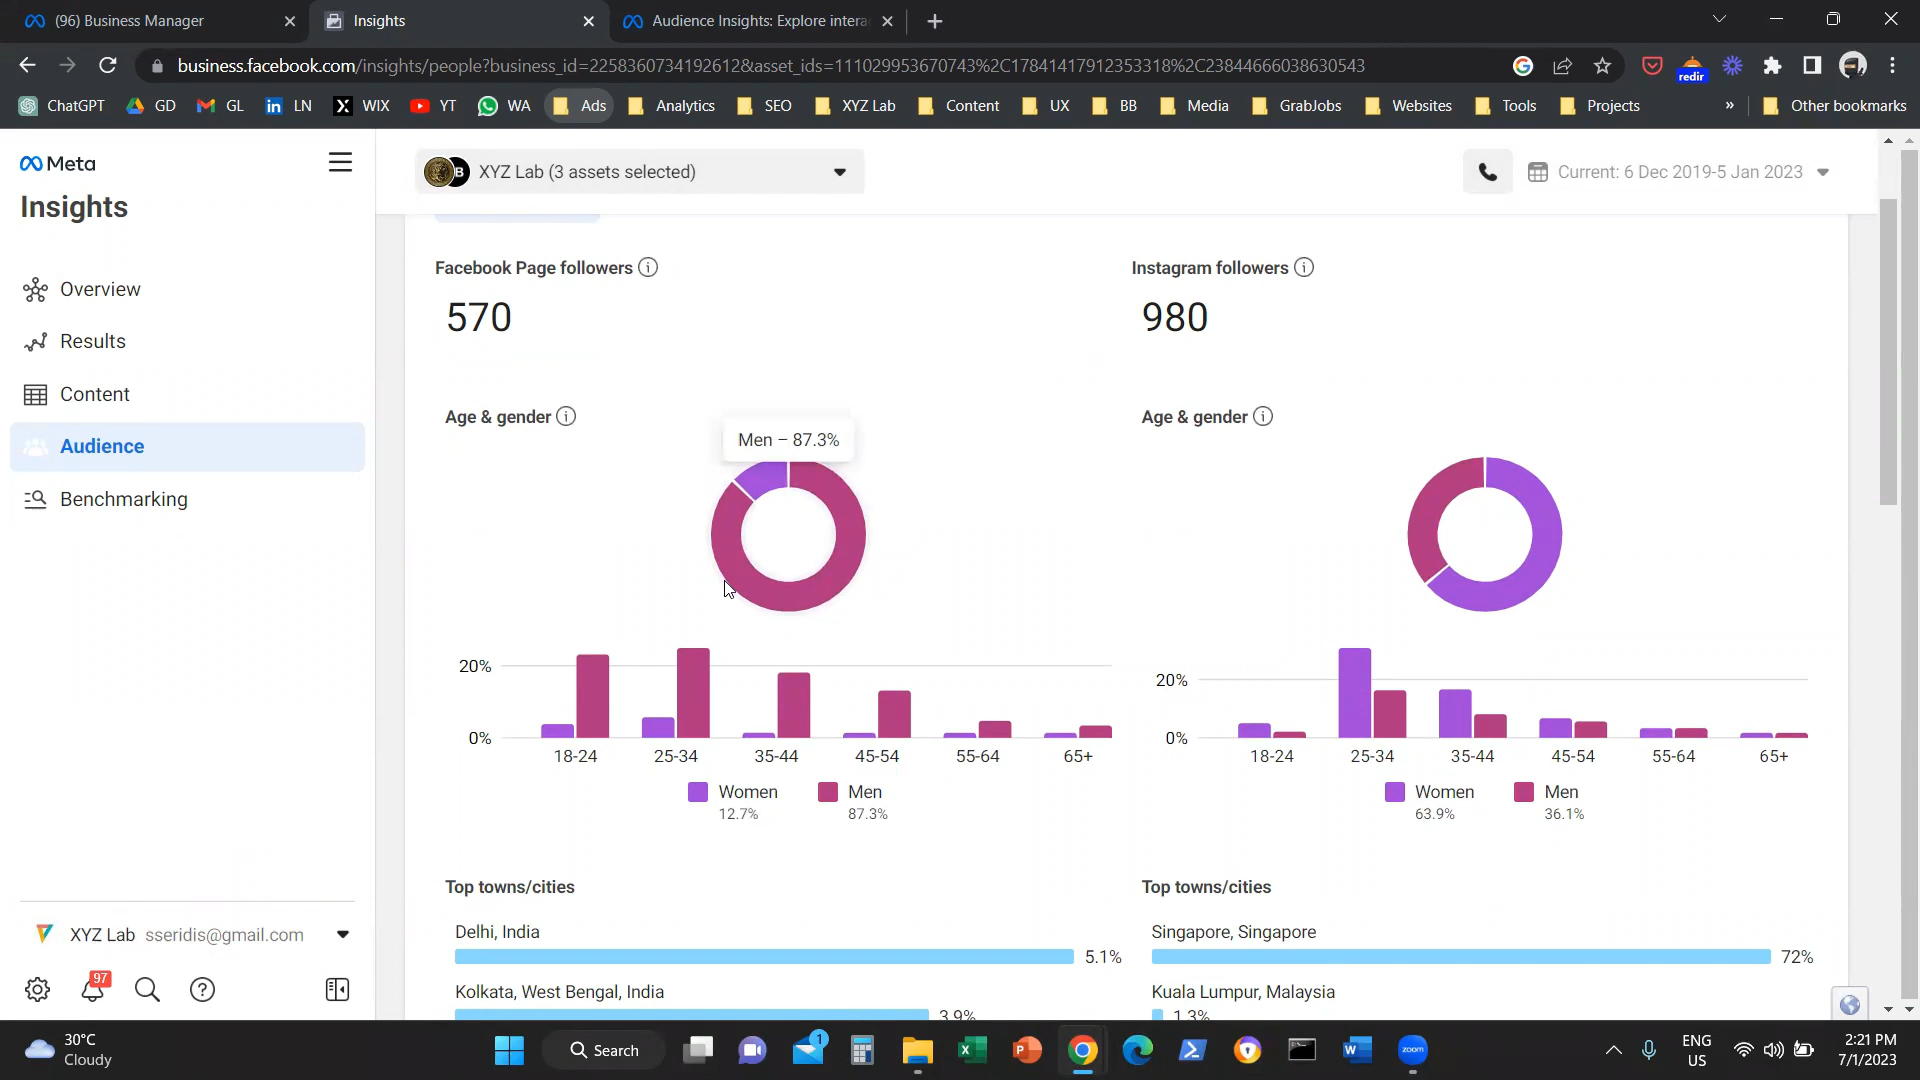 (96) Business Manager
Insights
Audience Insights: Explore intera
business.facebook.com/insights/people?business_id=2258360734192612&asset_ids=111029953670743%2C17841417912353318%2C23844666038630543
redir
ChatGPT GD GL LN WIX YT WA Ads Analytics SEO XYZ Lab Content UX BB Media GrabJobs Websites Tools Projects » Other bookmarks
Meta
Insights
Overview
Results
Content
Audience
Benchmarking
XYZ Lab sseridis@gmail.com
97
B XYZ Lab (3 assets selected)
Current: 6 Dec 2019-5 Jan 2023
Facebook Page followers
570
Age & gender
Men – 87.3%
20%
0%
18-24 25-34 35-44 45-54 55-64 65+
Women Men
12.7% 87.3%
Top towns/cities
Delhi, India
5.1%
Kolkata, West Bengal, India
3.9%
Instagram followers
980
Age & gender
20%
0%
18-24 25-34 35-44 45-54 55-64 65+
Women Men
63.9% 36.1%
Top towns/cities
Singapore, Singapore
72%
Kuala Lumpur, Malaysia
1.3%
30°C
Cloudy
Search
1
zoom
ENG
US
2:21 PM
7/1/2023